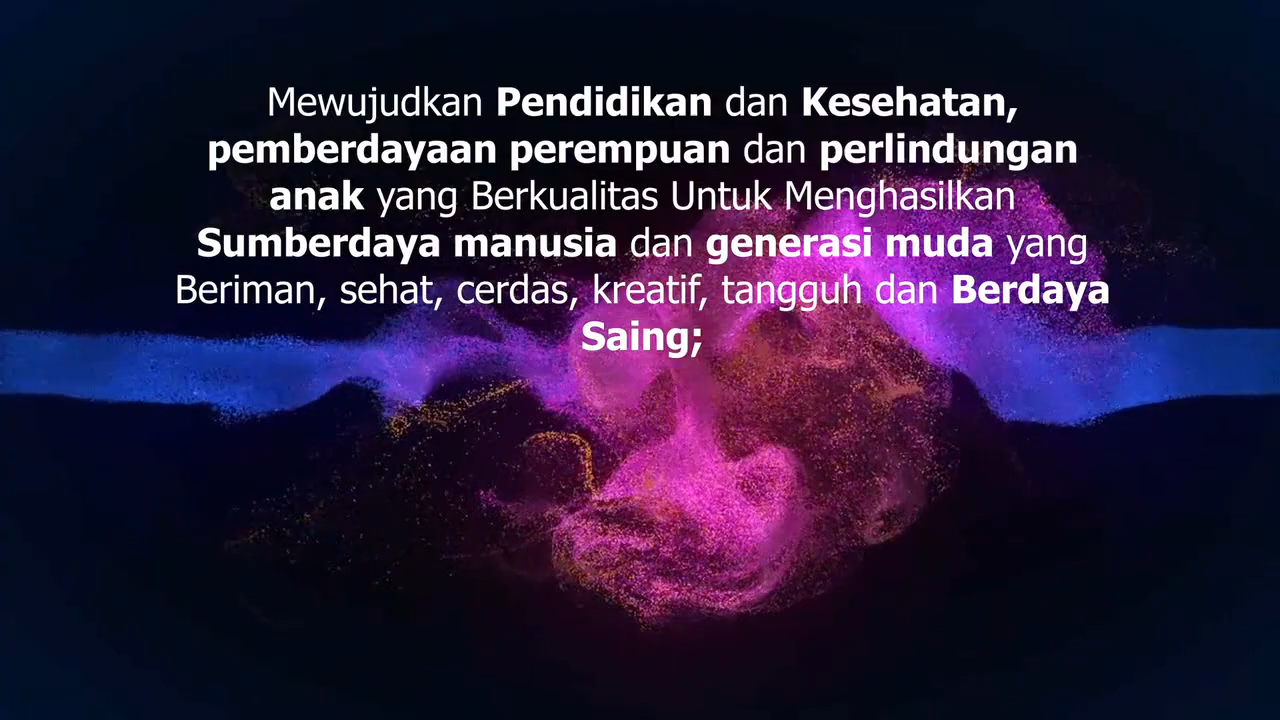 Mewujudkan Pendidikan dan Kesehatan,
pemberdayaan perempuan dan perlindungan
anak yang Berkualitas Untuk Menghasilkan
Sumberdaya manusia dan generasi muda yang
Beriman, sehat, cerdas, kreatif, tangguh dan Berdaya
Saing;